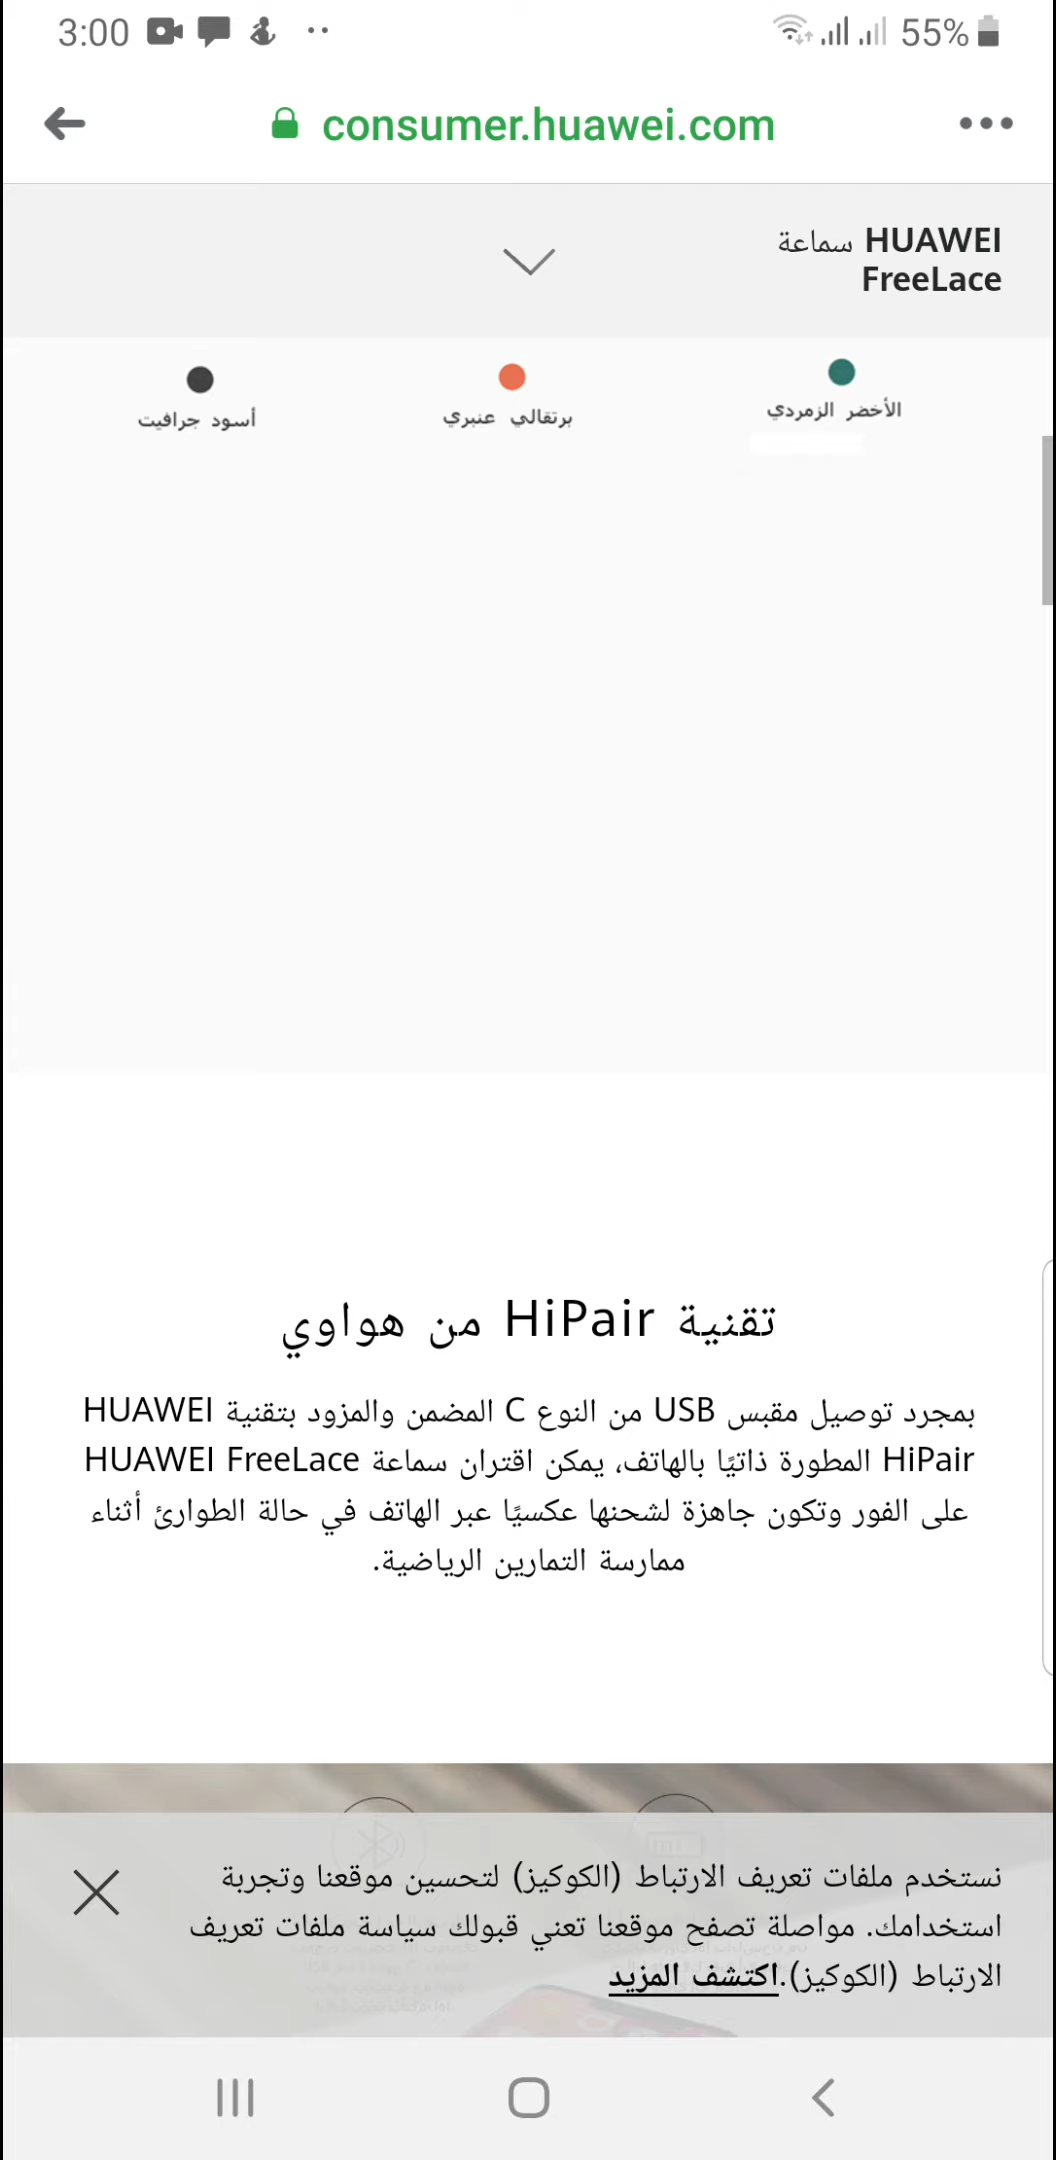 3:00
55%
consumer.huawei.com
سماعة HUAWEI
FreeLace
الأخضر الزمردي
برتقالي عنبري
أسود جرافيت
تقنية HiPair من هواوي
بمجرد توصيل مقبس USB من النوع C المضمن والمزود بتقنية HUAWEI
HiPair المطورة ذاتيًا بالهاتف، يمكن اقتران سماعة HUAWEI FreeLace
على الفور وتكون جاهزة لشحنها عكسيًا عبر الهاتف في حالة الطوارئ أثناء
ممارسة التمارين الرياضية.
نستخدم ملفات تعريف الارتباط (الكوكيز) لتحسين موقعنا وتجربة
استخدامك. مواصلة تصفح موقعنا تعني قبولك سياسة ملفات تعريف
الارتباط (الكوكيز).اكتشف المزيد